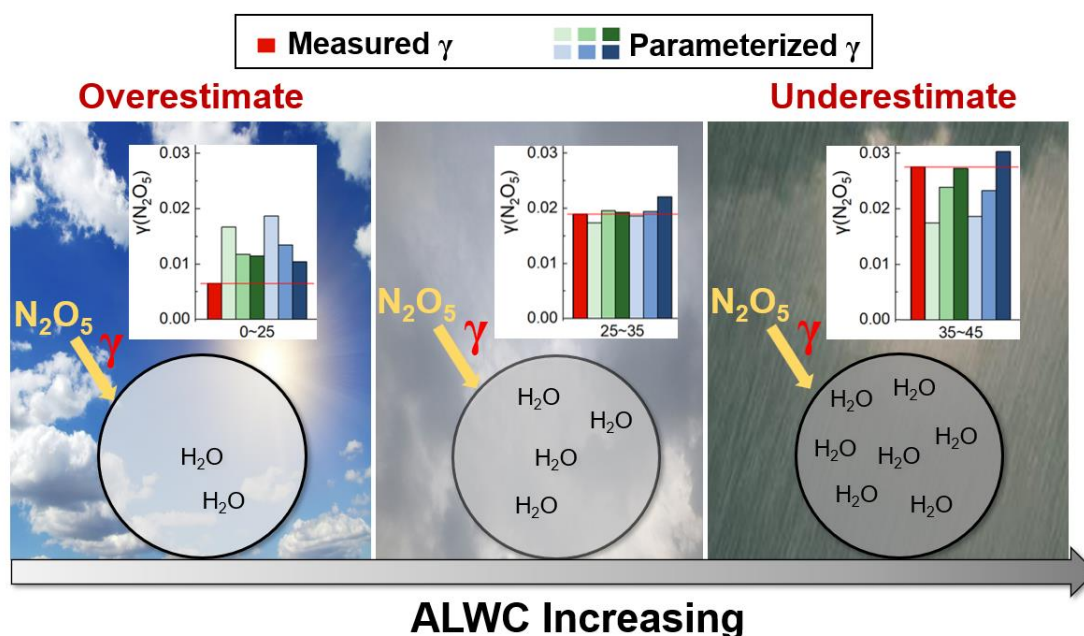 Measured γ
Parameterized γ
Overestimate
Underestimate
0.03
0.02
0.01
0.00
γ(N₂O₅)
0~25
0.03
0.02
0.01
0.00
γ(N₂O₅)
25~35
0.03
0.02
0.01
0.00
γ(N₂O₅)
35~45
N₂O₅
γ
N₂O₅
γ
N₂O₅
γ
H₂O
H₂O
H₂O
H₂O
H₂O
H₂O
H₂O
H₂O
H₂O
H₂O
H₂O
H₂O
H₂O
ALWC Increasing